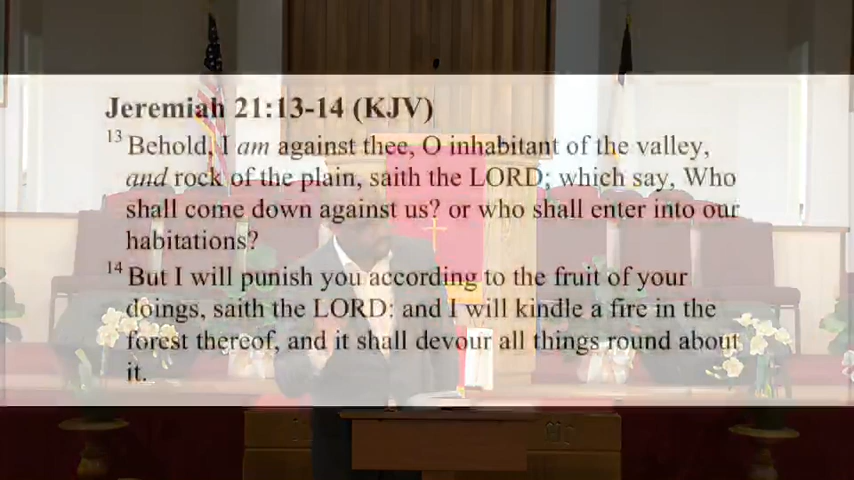 Jeremiah 21:13-14 (KJV)
13 Behold, I am against thee, O inhabitant of the valley,
and rock of the plain, saith the LORD; which say, Who
shall come down against us? or who shall enter into our
habitations?
14 But I will punish you according to the fruit of your
doings, saith the LORD: and I will kindle a fire in the
forest thereof, and it shall devour all things round about
it.